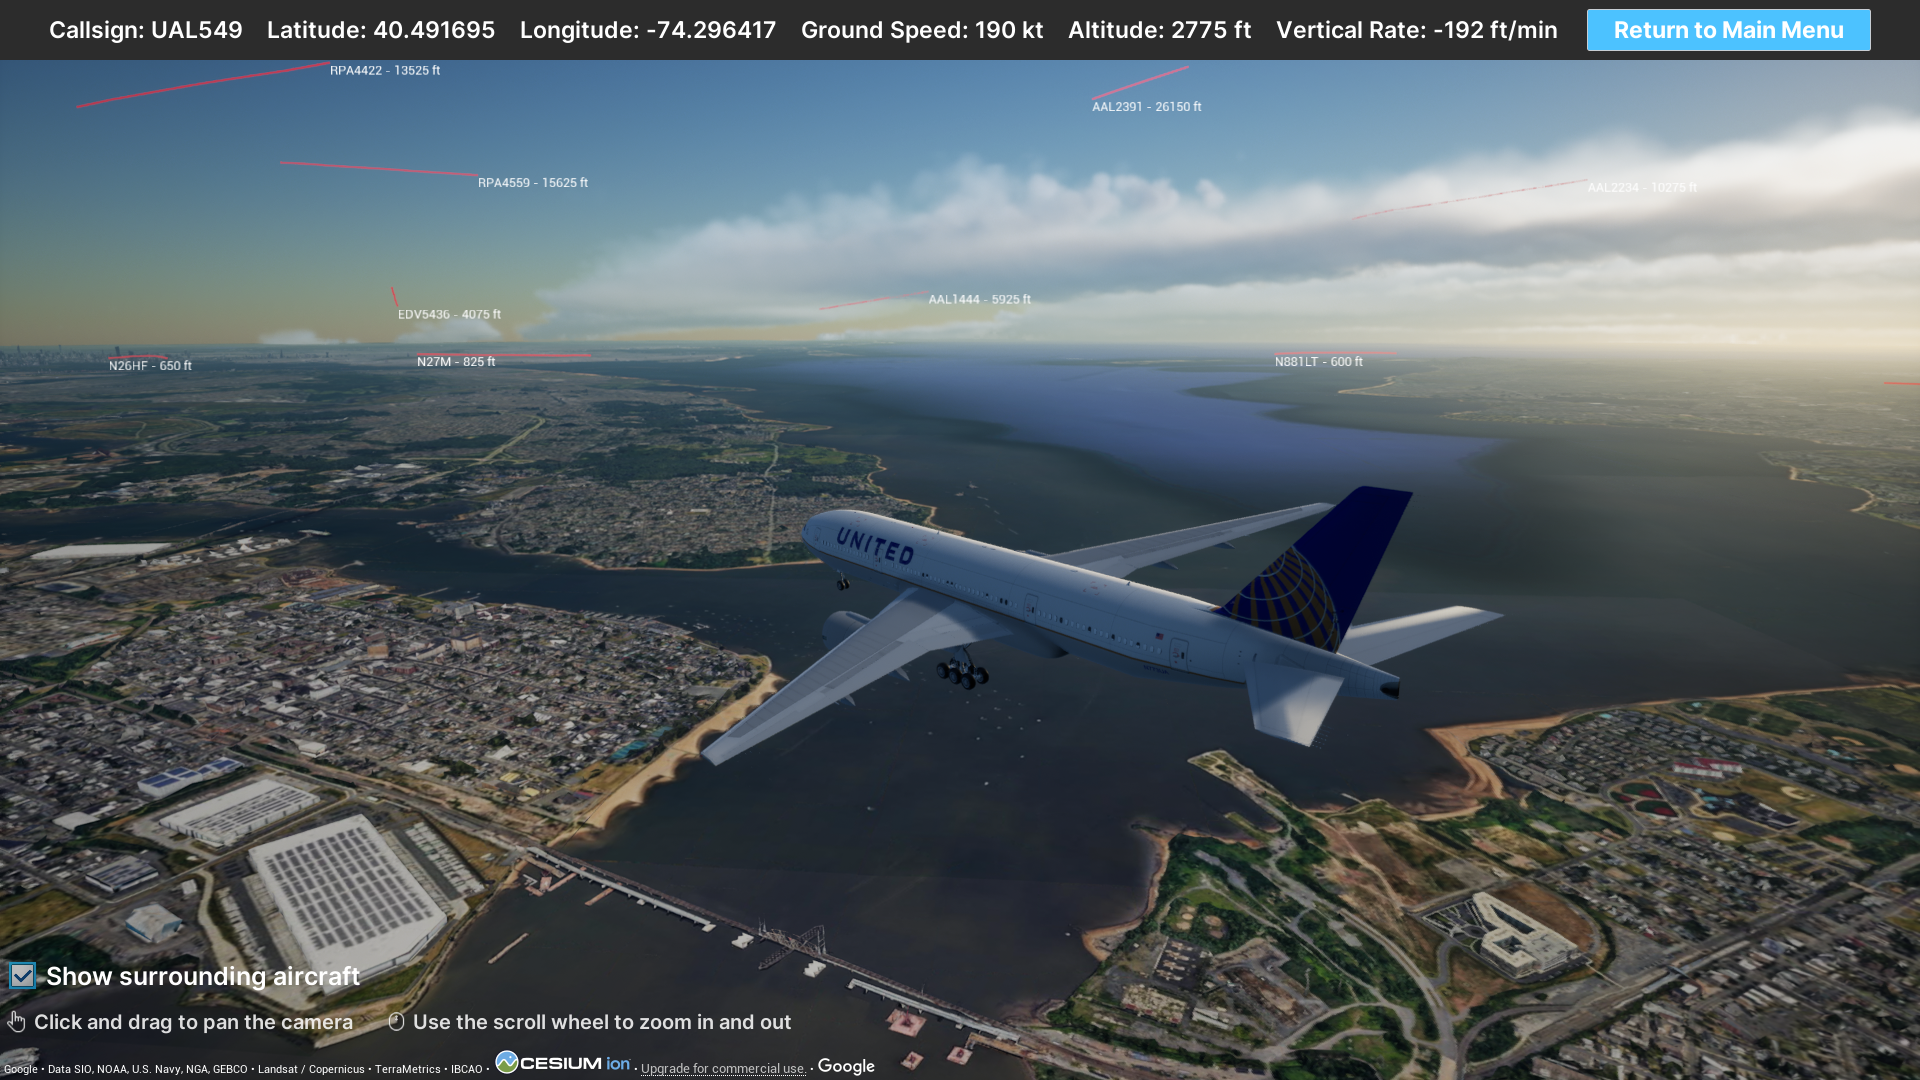 Callsign: UAL549 Latitude: 40.491695 Longitude: -74.296417 Ground Speed: 190 kt Altitude: 2775 ft Vertical Rate: -192 ft/min Return to Main Menu
RPA4422 - 13525 ft
AAL2391 - 26150 ft
RPA4559 - 15625 ft
AAL2234 - 10275 ft
AAL1444 - 5925 ft
EDV5436 - 4075 ft
N26HF - 650 ft
N27M - 825 ft
N881LT - 600 ft
UNITED
Show surrounding aircraft
Click and drag to pan the camera Use the scroll wheel to zoom in and out
Google • Data SIO, NOAA, U.S. Navy, NGA, GEBCO • Landsat / Copernicus • TerraMetrics • IBCAO • CESIUM ion • Upgrade for commercial use. • Google